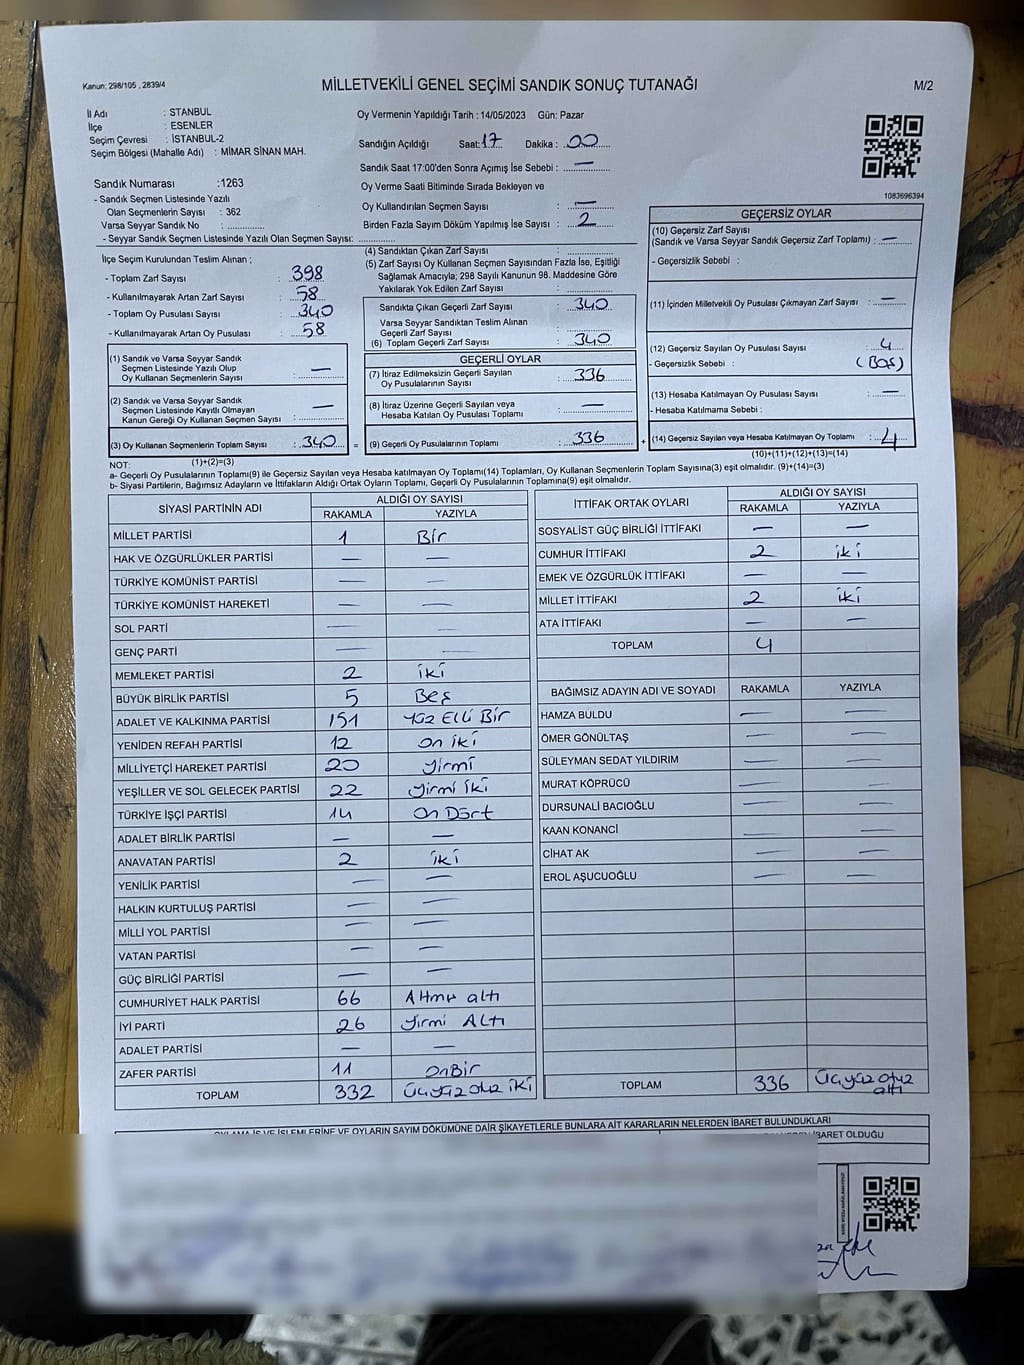 Kanun; 298/105 , 2839/4
MİLLETVEKİLİ GENEL SEÇİMİ SANDIK SONUÇ TUTANAĞI
M/2
İl Adı : STANBUL
İlçe : ESENLER
Seçim Çevresi : İSTANBUL-2
Seçim Bölgesi (Mahalle Adı) : MİMAR SİNAN MAH.
Oy Vermenin Yapıldığı Tarih : 14/05/2023 Gün: Pazar
Sandığın Açıldığı Saat: 17 Dakika : 00
Sandık Saat 17:00'den Sonra Açımış İse Sebebi : —
Oy Verme Saati Bitiminde Sırada Bekleyen ve
Oy Kullandırılan Seçmen Sayısı : —
Birden Fazla Sayım Döküm Yapılmış İse Sayısı : 2
1083696394
Sandık Numarası :1263
- Sandık Seçmen Listesinde Yazılı
Olan Seçmenlerin Sayısı : 362
Varsa Seyyar Sandık No :
- Seyyar Sandık Seçmen Listesinde Yazılı Olan Seçmen Sayısı:
İlçe Seçim Kurulundan Teslim Alınan ;
- Toplam Zarf Sayısı : 398
- Kullanılmayarak Artan Zarf Sayısı : 58
- Toplam Oy Pusulası : 340
- Kullanılmayarak Artan Oy Pusulası : 58
(1) Sandık ve Varsa Seyyar Sandık
Seçmen Listesinde Yazılı Olup
Oy Kullanan Seçmenlerin Sayısı : —
(2) Sandık ve Varsa Seyyar Sandık
Seçmen Listesinde Kayıtlı Olmayan
Kanun Gereği Oy Kullanan Seçmen Sayısı : —
(3) Oy Kullanan Seçmenlerin Toplam Sayısı : 340 =
(1)+(2)=(3)
(4) Sandıktan Çıkan Zarf Sayısı :
(5) Zarf Sayısı Oy Kullanan Seçmen Sayısından Fazla İse, Eşitliği
Sağlamak Amacıyla; 298 Sayılı Kanunun 98. Maddesine Göre
Yakılarak Yok Edilen Zarf Sayısı :
Sandıkta Çıkan Geçerli Zarf Sayısı : 340
Varsa Seyyar Sandıktan Teslim Alınan
Geçerli Zarf Sayısı :
(6) Toplam Geçerli Zarf Sayısı : 340
GEÇERLİ OYLAR
(7) İtiraz Edilmeksizin Geçerli Sayılan
Oy Pusulalarının Sayısı : 336
(8) İtiraz Üzerine Geçerli Sayılan veya
Hesaba Katılan Oy Pusulası Toplamı : —
(9) Geçerli Oy Pusulalarının Toplamı : 336 +
GEÇERSİZ OYLAR
(10) Geçersiz Zarf Sayısı
(Sandık ve Varsa Seyyar Sandık Geçersiz Zarf Toplamı) : —
- Geçersizlik Sebebi :
(11) İçinden Milletvekili Oy Pusulası Çıkmayan Zarf Sayısı : —
(12) Geçersiz Sayılan Oy Pusulası Sayısı : 4
- Geçersizlik Sebebi : (Boş)
(13) Hesaba Katılmayan Oy Pusulası Sayısı : —
- Hesaba Katılmama Sebebi :
(14) Geçersiz Sayılan veya Hesaba Katılmayan Oy Toplamı : 4
(10)+(11)+(12)+(13)=(14)
NOT:
a- Geçerli Oy Pusulalarının Toplamı(9) ile Geçersiz Sayılan veya Hesaba katılmayan Oy Toplamı(14) Toplamları, Oy Kullanan Seçmenlerin Toplam Sayısına(3) eşit olmalıdır. (9)+(14)=(3)
b- Siyasi Partilerin, Bağımsız Adayların ve İttifakların Aldığı Ortak Oyların Toplamı, Geçerli Oy Pusulalarının Toplamına(9) eşit olmalıdır.
SİYASİ PARTİNİN ADI ALDIĞI OY SAYISI
RAKAMLA YAZIYLA
MİLLET PARTİSİ 1 Bir
HAK VE ÖZGÜRLÜKLER PARTİSİ — —
TÜRKİYE KOMÜNİST PARTİSİ — —
TÜRKİYE KOMÜNİST HAREKETİ — —
SOL PARTİ — —
GENÇ PARTİ — —
MEMLEKET PARTİSİ 2 iki
BÜYÜK BİRLİK PARTİSİ 5 Beş
ADALET VE KALKINMA PARTİSİ 151 Yüz Elli Bir
YENİDEN REFAH PARTİSİ 12 on iki
MİLLİYETÇİ HAREKET PARTİSİ 20 yirmi
YEŞİLLER VE SOL GELECEK PARTİSİ 22 yirmi iki
TÜRKİYE İŞÇİ PARTİSİ 14 on Dört
ADALET BİRLİK PARTİSİ — —
ANAVATAN PARTİSİ 2 iki
YENİLİK PARTİSİ — —
HALKIN KURTULUŞ PARTİSİ — —
MİLLİ YOL PARTİSİ — —
VATAN PARTİSİ — —
GÜÇ BİRLİĞİ PARTİSİ — —
CUMHURİYET HALK PARTİSİ 66 Altmış altı
İYİ PARTİ 26 yirmi Altı
ADALET PARTİSİ — —
ZAFER PARTİSİ 11 onBir
TOPLAM 332 Üçyüz otuz iki
İTTİFAK ORTAK OYLARI ALDIĞI OY SAYISI
RAKAMLA YAZIYLA
SOSYALİST GÜÇ BİRLİĞİ İTTİFAKI — —
CUMHUR İTTİFAKI 2 iki
EMEK VE ÖZGÜRLÜK İTTİFAKI — —
MİLLET İTTİFAKI 2 iki
ATA İTTİFAKI — —
TOPLAM 4
BAĞIMSIZ ADAYIN ADI VE SOYADI RAKAMLA YAZIYLA
HAMZA BULDU — —
ÖMER GÖNÜLTAŞ — —
SÜLEYMAN SEDAT YILDIRIM — —
MURAT KÖPRÜCÜ — —
DURSUNALİ BACIOĞLU — —
KAAN KONANCİ — —
CİHAT AK — —
EROL AŞUCUOĞLU — —
TOPLAM 336 Üçyüz otuz
altı
OYLAMA İŞ VE İŞLEMLERİNE VE OYLARIN SAYIM DÖKÜMÜNE DAİR ŞİKAYETLERLE BUNLARA AİT KARARLARIN NELERDEN İBARET BULUNDUKLARI
İBARET OLDUĞU